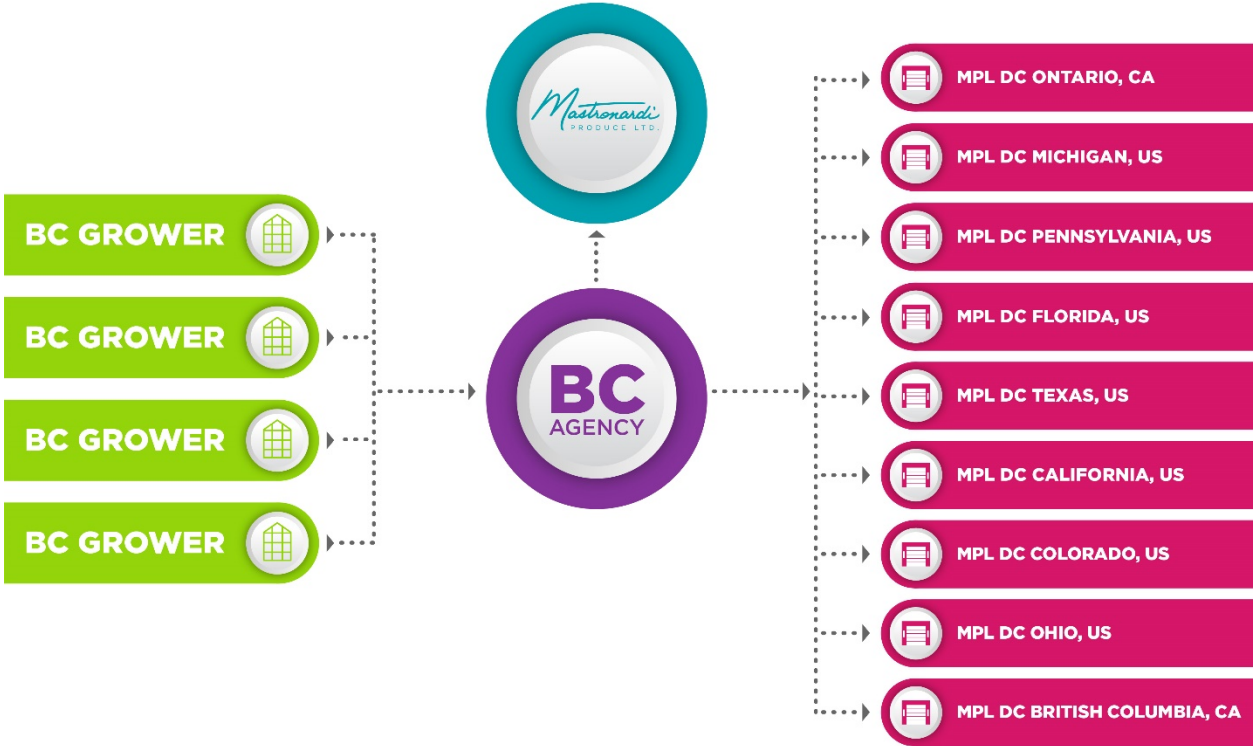 BC GROWER
BC GROWER
BC GROWER
BC GROWER
Mastronardi
PRODUCE LTD.
BC
AGENCY
MPL DC ONTARIO, CA
MPL DC MICHIGAN, US
MPL DC PENNSYLVANIA, US
MPL DC FLORIDA, US
MPL DC TEXAS, US
MPL DC CALIFORNIA, US
MPL DC COLORADO, US
MPL DC OHIO, US
MPL DC BRITISH COLUMBIA, CA